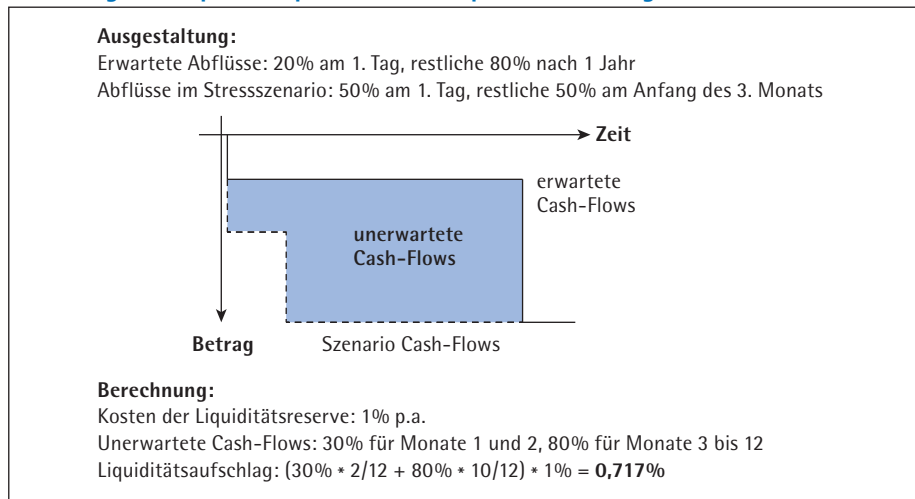 Ausgestaltung:
Erwartete Abflüsse: 20% am 1. Tag, restliche 80% nach 1 Jahr
Abflüsse im Stressszenario: 50% am 1. Tag, restliche 50% am Anfang des 3. Monats
Zeit
erwartete
Cash-Flows
unerwartete
Cash-Flows
Betrag
Szenario Cash-Flows
Berechnung:
Kosten der Liquiditätsreserve: 1% p.a.
Unerwartete Cash-Flows: 30% für Monate 1 und 2, 80% für Monate 3 bis 12
Liquiditätsaufschlag: (30% * 2/12 + 80% * 10/12) * 1% = 0,717%